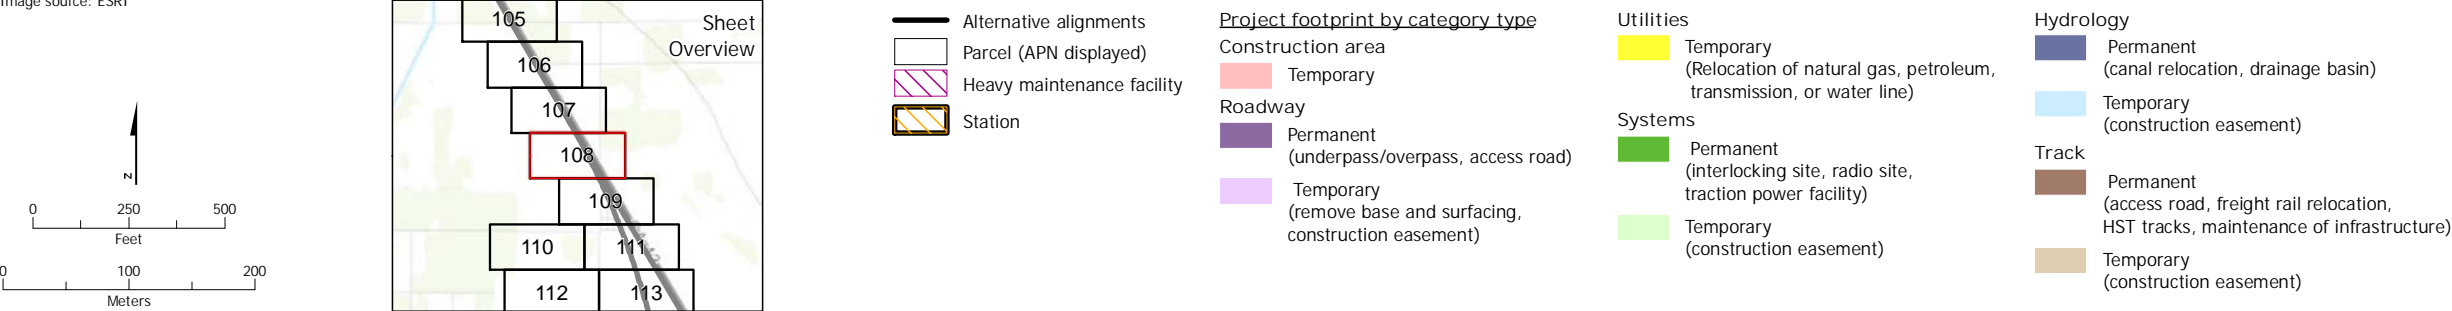 Image source: ESRI
N
0 250 500
Feet
0 100 200
Meters
Sheet
Overview
105
106
107
108
109
110 111
112 113
Alternative alignments
Parcel (APN displayed)
Heavy maintenance facility
Station
Project footprint by category type
Construction area
Temporary
Roadway
Permanent
(underpass/overpass, access road)
Temporary
(remove base and surfacing,
construction easement)
Utilities
Temporary
(Relocation of natural gas, petroleum,
transmission, or water line)
Systems
Permanent
(interlocking site, radio site,
traction power facility)
Temporary
(construction easement)
Hydrology
Permanent
(canal relocation, drainage basin)
Temporary
(construction easement)
Track
Permanent
(access road, freight rail relocation,
HST tracks, maintenance of infrastructure)
Temporary
(construction easement)